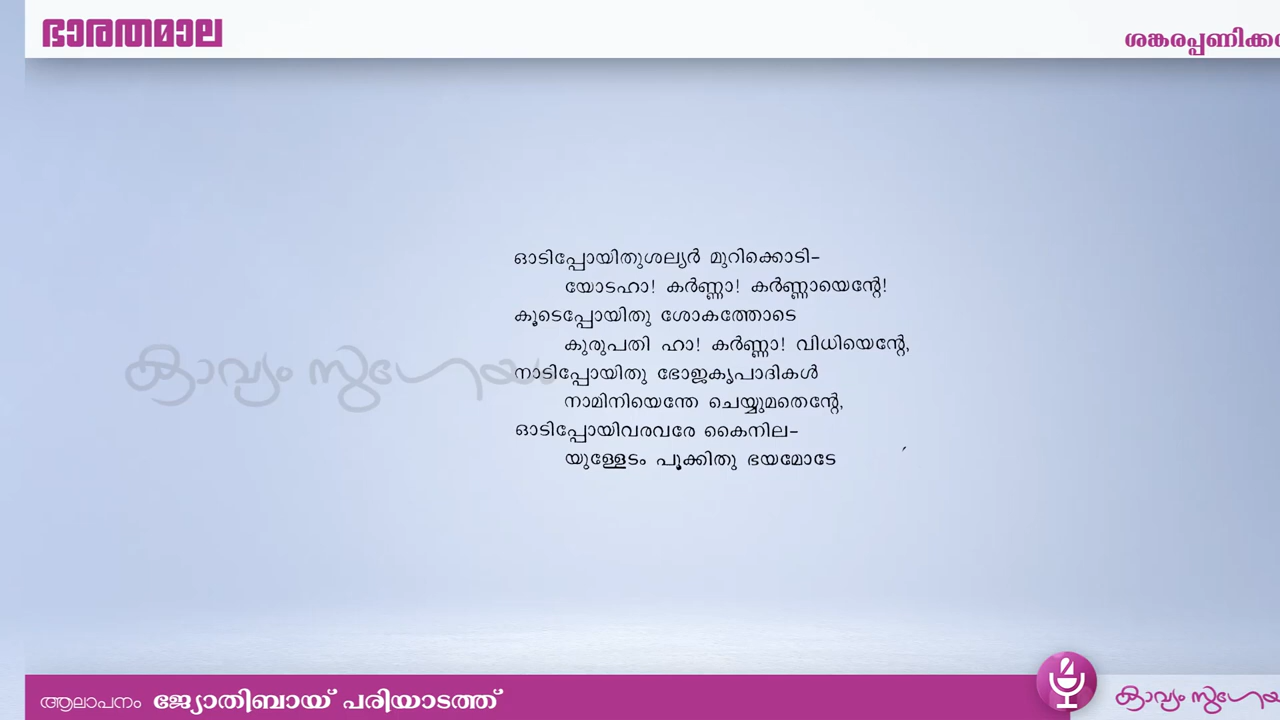 ഭാരതമാല
ശങ്കരപ്പണിക്കർ
ഓടിപ്പോയിതുശല്യർ മുറിക്കൊടി-
യോടഹാ! കർണ്ണാ! കർണ്ണായെന്റേ!
കൂടെപ്പോയിതു ശോകത്തോടെ
കുരുപതി ഹാ! കർണ്ണാ! വിധിയെന്റേ,
നാടിപ്പോയിതു ഭോജകൃപാദികൾ
നാമിനിയെന്തേ ചെയ്യുമതെന്റേ,
ഓടിപ്പോയിവരവരേ കൈനില-
യുള്ളേടം പൂക്കിതു ഭയമോടേ
കാവ്യം സുഗേയം
ആലാപനം ജ്യോതിബായ് പരിയാടത്ത്
കാവ്യം സുഗേയ